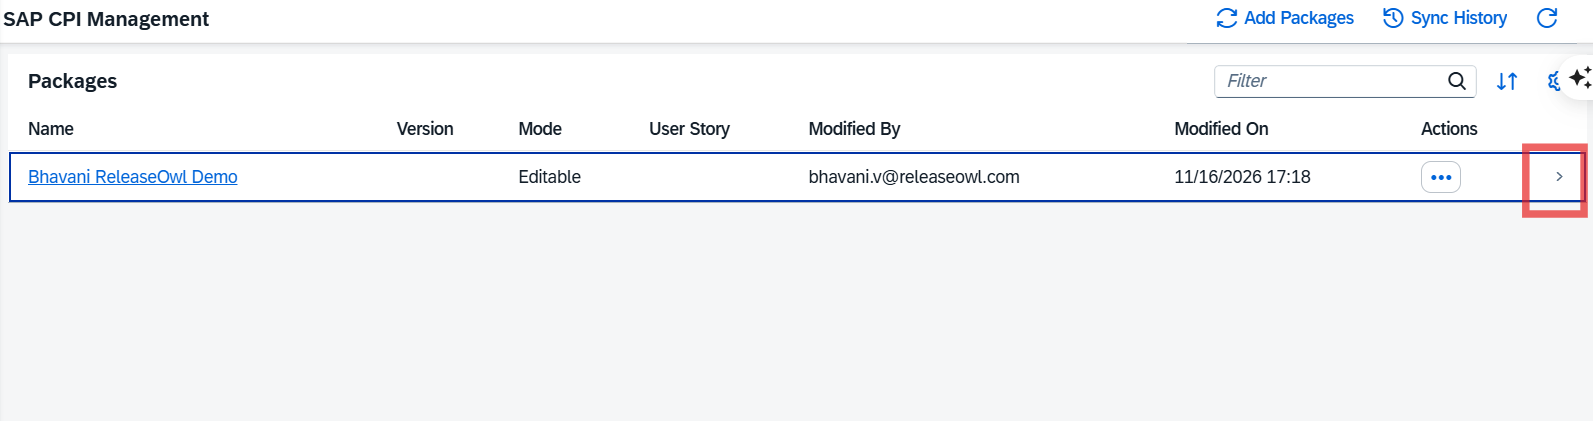 SAP CPI Management
Add Packages Sync History
Packages
Filter
Name Version Mode User Story Modified By Modified On Actions
Bhavani ReleaseOwl Demo Editable bhavani.v@releaseowl.com 11/16/2026 17:18